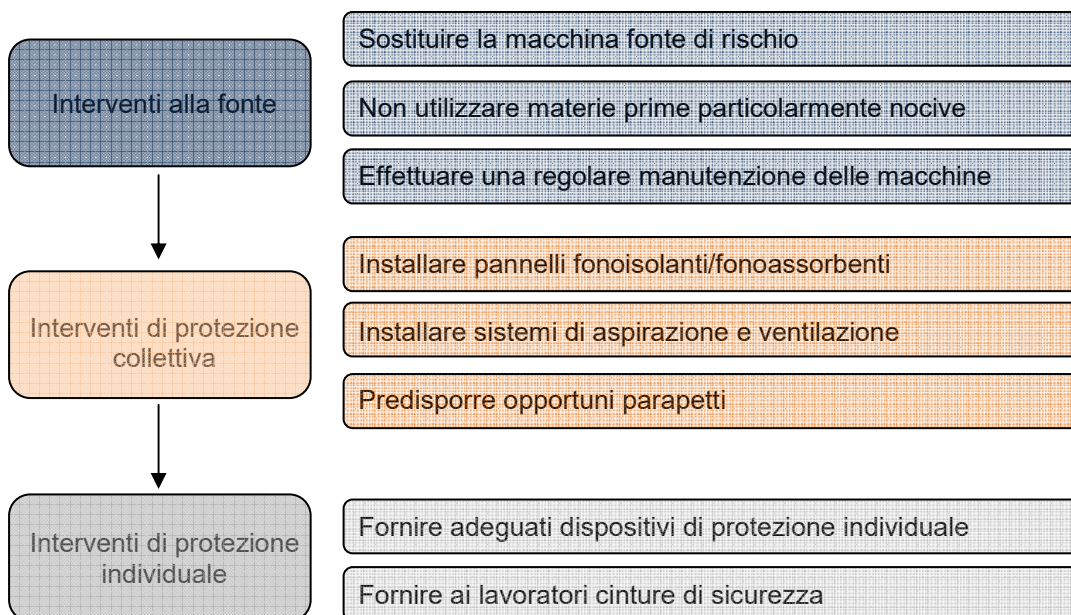 Interventi alla fonte
Sostituire la macchina fonte di rischio
Non utilizzare materie prime particolarmente nocive
Effettuare una regolare manutenzione delle macchine
Interventi di protezione
collettiva
Installare pannelli fonoisolanti/fonoassorbenti
Installare sistemi di aspirazione e ventilazione
Predisporre opportuni parapetti
Interventi di protezione
individuale
Fornire adeguati dispositivi di protezione individuale
Fornire ai lavoratori cinture di sicurezza